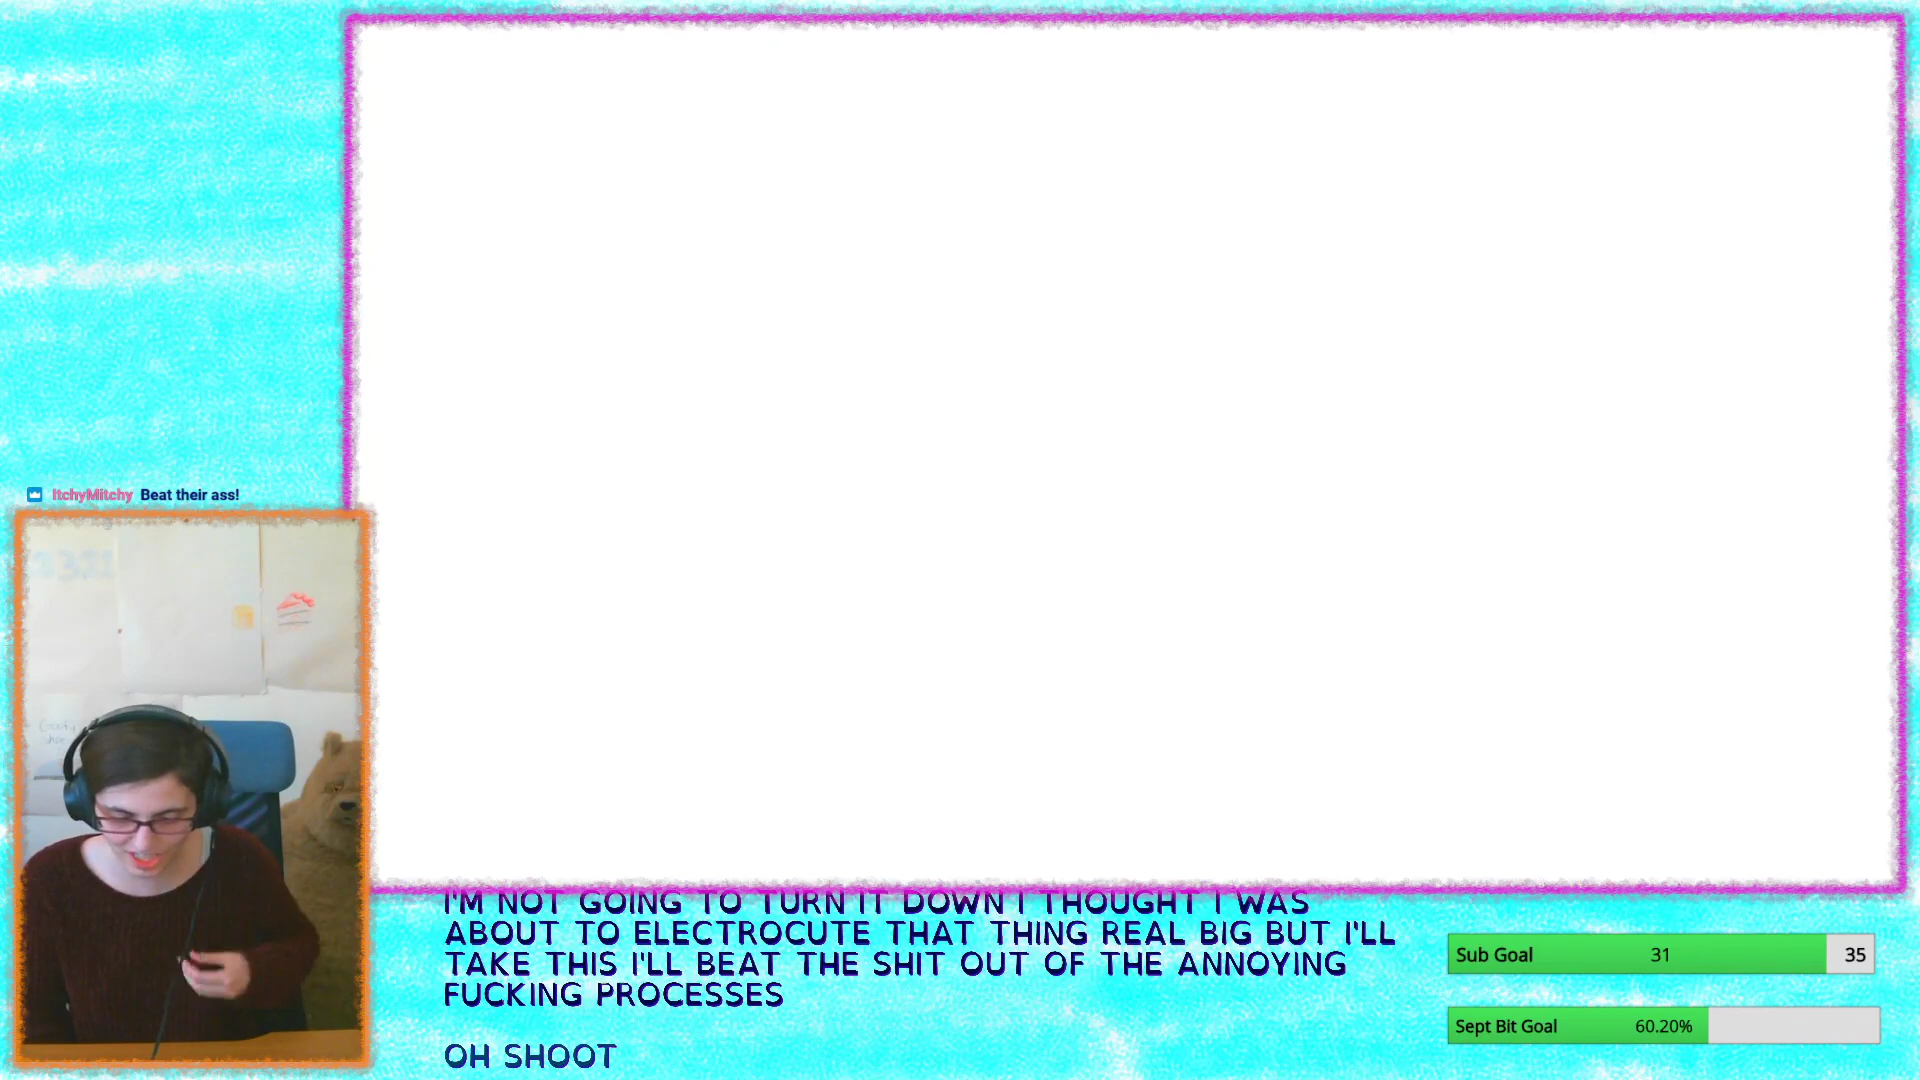 ItchyMitchy Beat their ass!
I'M NOT GOING TO TURN IT DOWN I THOUGHT I WAS
ABOUT TO ELECTROCUTE THAT THING REAL BIG BUT I'LL
TAKE THIS I'LL BEAT THE SHIT OUT OF THE ANNOYING
FUCKING PROCESSES
OH SHOOT
Sub Goal 31 35
Sept Bit Goal 60.20%